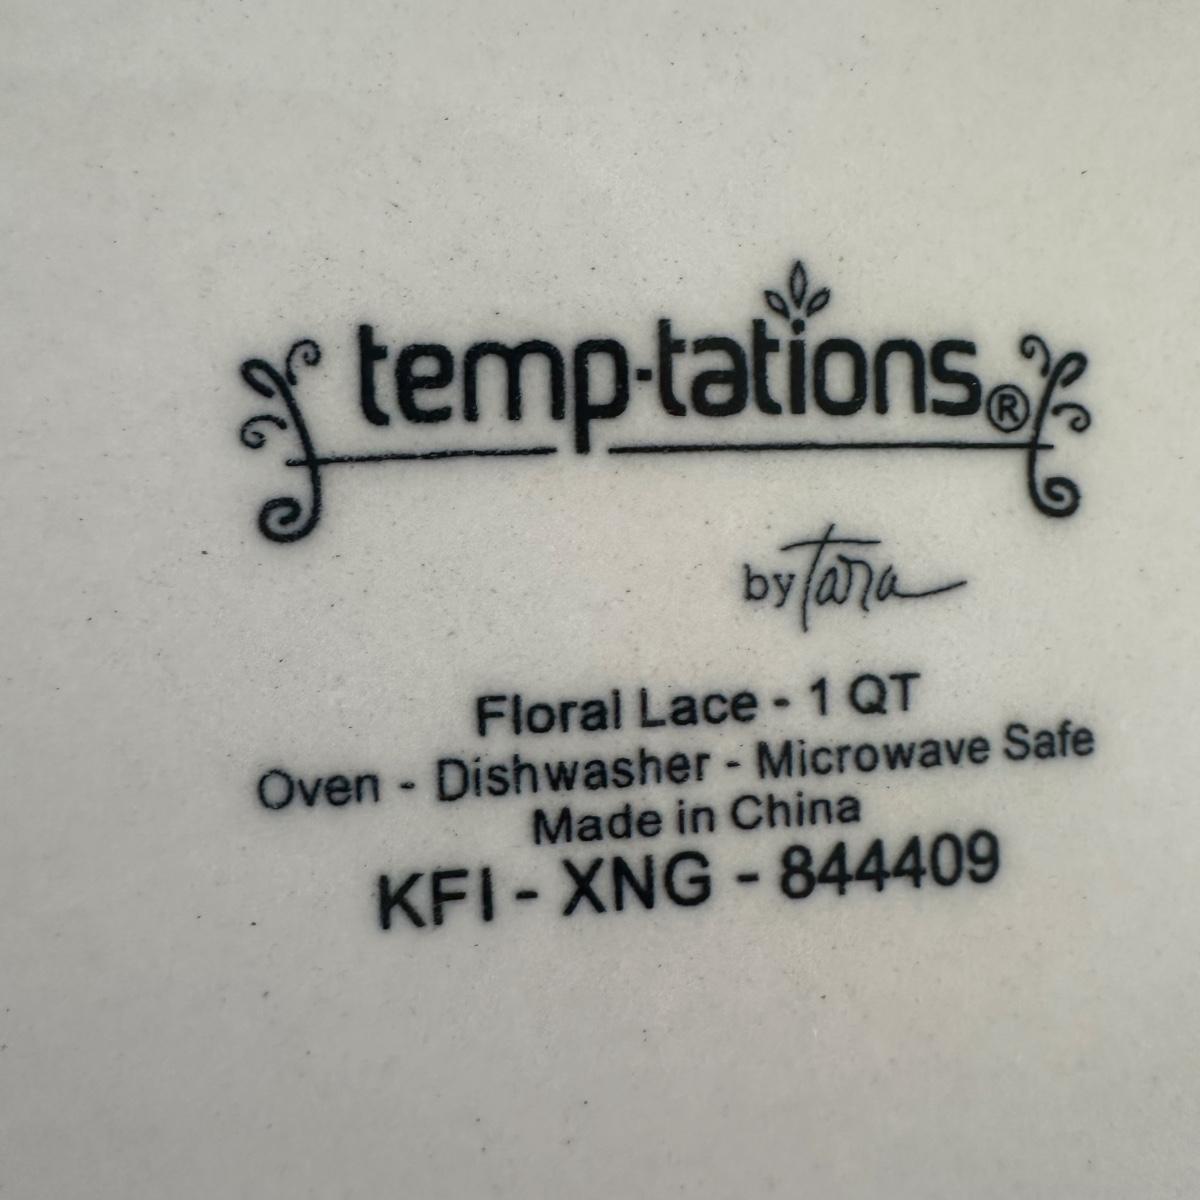 temp-tations®
by Tara
Floral Lace - 1 QT
Oven - Dishwasher - Microwave Safe
Made in China
KFI - XNG - 844409